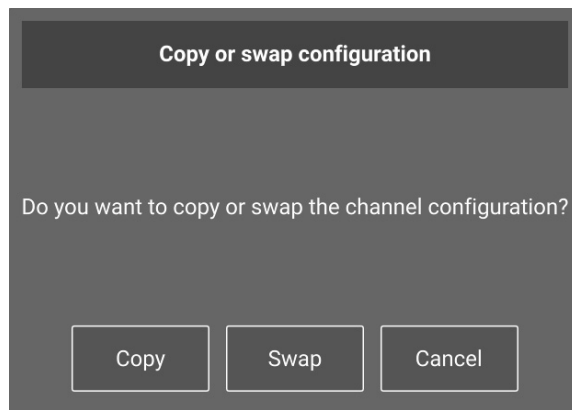 Copy or swap configuration
Do you want to copy or swap the channel configuration?
Copy Swap Cancel